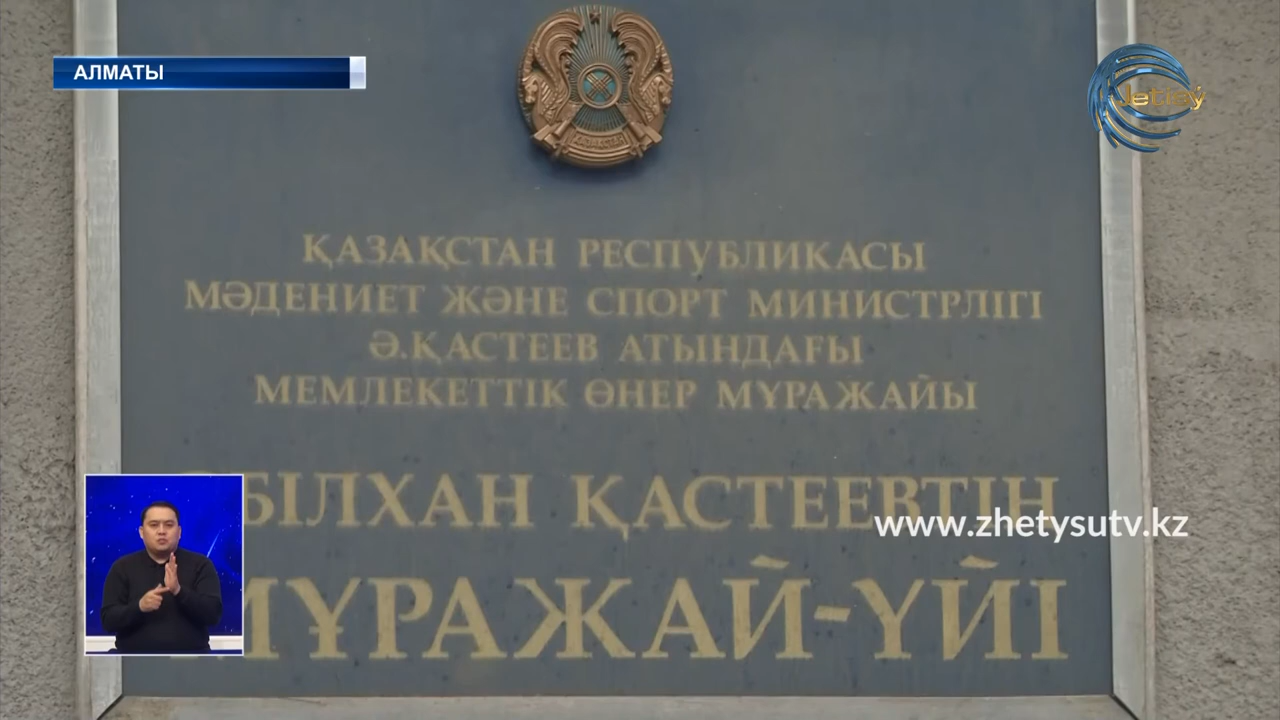 АЛМАТЫ
Jetisý
ҚАЗАҚСТАН
ҚАЗАҚСТАН РЕСПУБЛИКАСЫ
МӘДЕНИЕТ ЖӘНЕ СПОРТ МИНИСТРЛІГІ
Ә.ҚАСТЕЕВ АТЫНДАҒЫ
МЕМЛЕКЕТТІК ӨНЕР МҰРАЖАЙЫ
ҚАСТЕЕВТІҢ
www.zhetysutv.kz
МҰРАЖАЙ-ҮЙІ